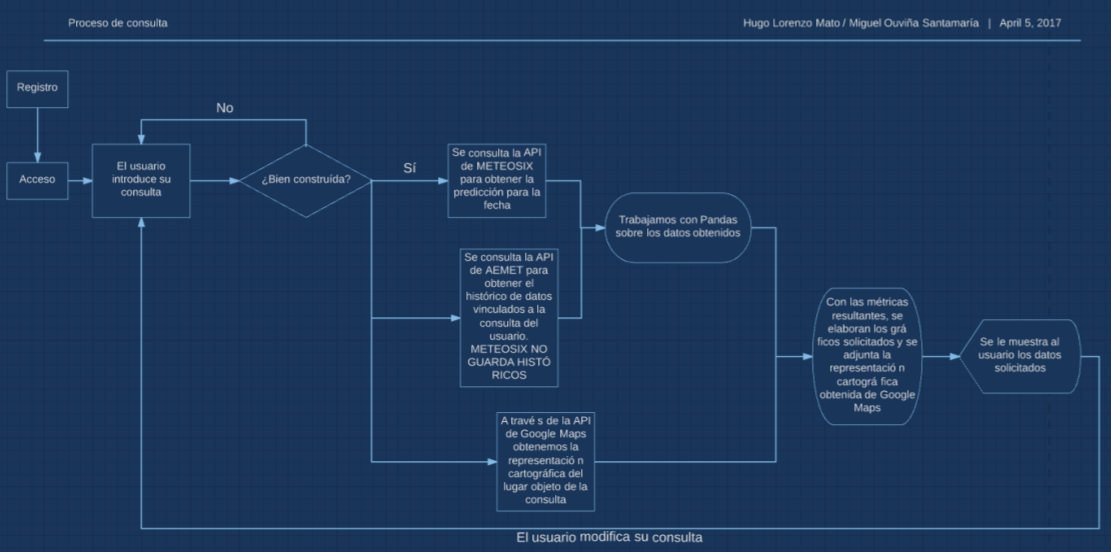 Proceso de consulta
Hugo Lorenzo Mato / Miguel Ouviña Santamaría | April 5, 2017
Registro
Acceso
El usuario
introduce su
consulta
No
¿Bien construída?
Sí
Se consulta la API
de METEOSIX
para obtener la
predicción para la
fecha
Se consulta la API
de AEMET para
obtener el
histórico de datos
vinculados a la
consulta del
usuario.
METEOSIX NO
GUARDA HISTÓ
RICOS
A travé s de la API
de Google Maps
obtenemos la
representació n
cartográfica del
lugar objeto de la
consulta
Trabajamos con Pandas
sobre los datos obtenidos
Con las métricas
resultantes, se
elaboran los grá
ficos solicitados y se
adjunta la
representació n
cartográ fica
obtenida de Google
Maps
Se le muestra al
usuario los datos
solicitados
El usuario modifica su consulta